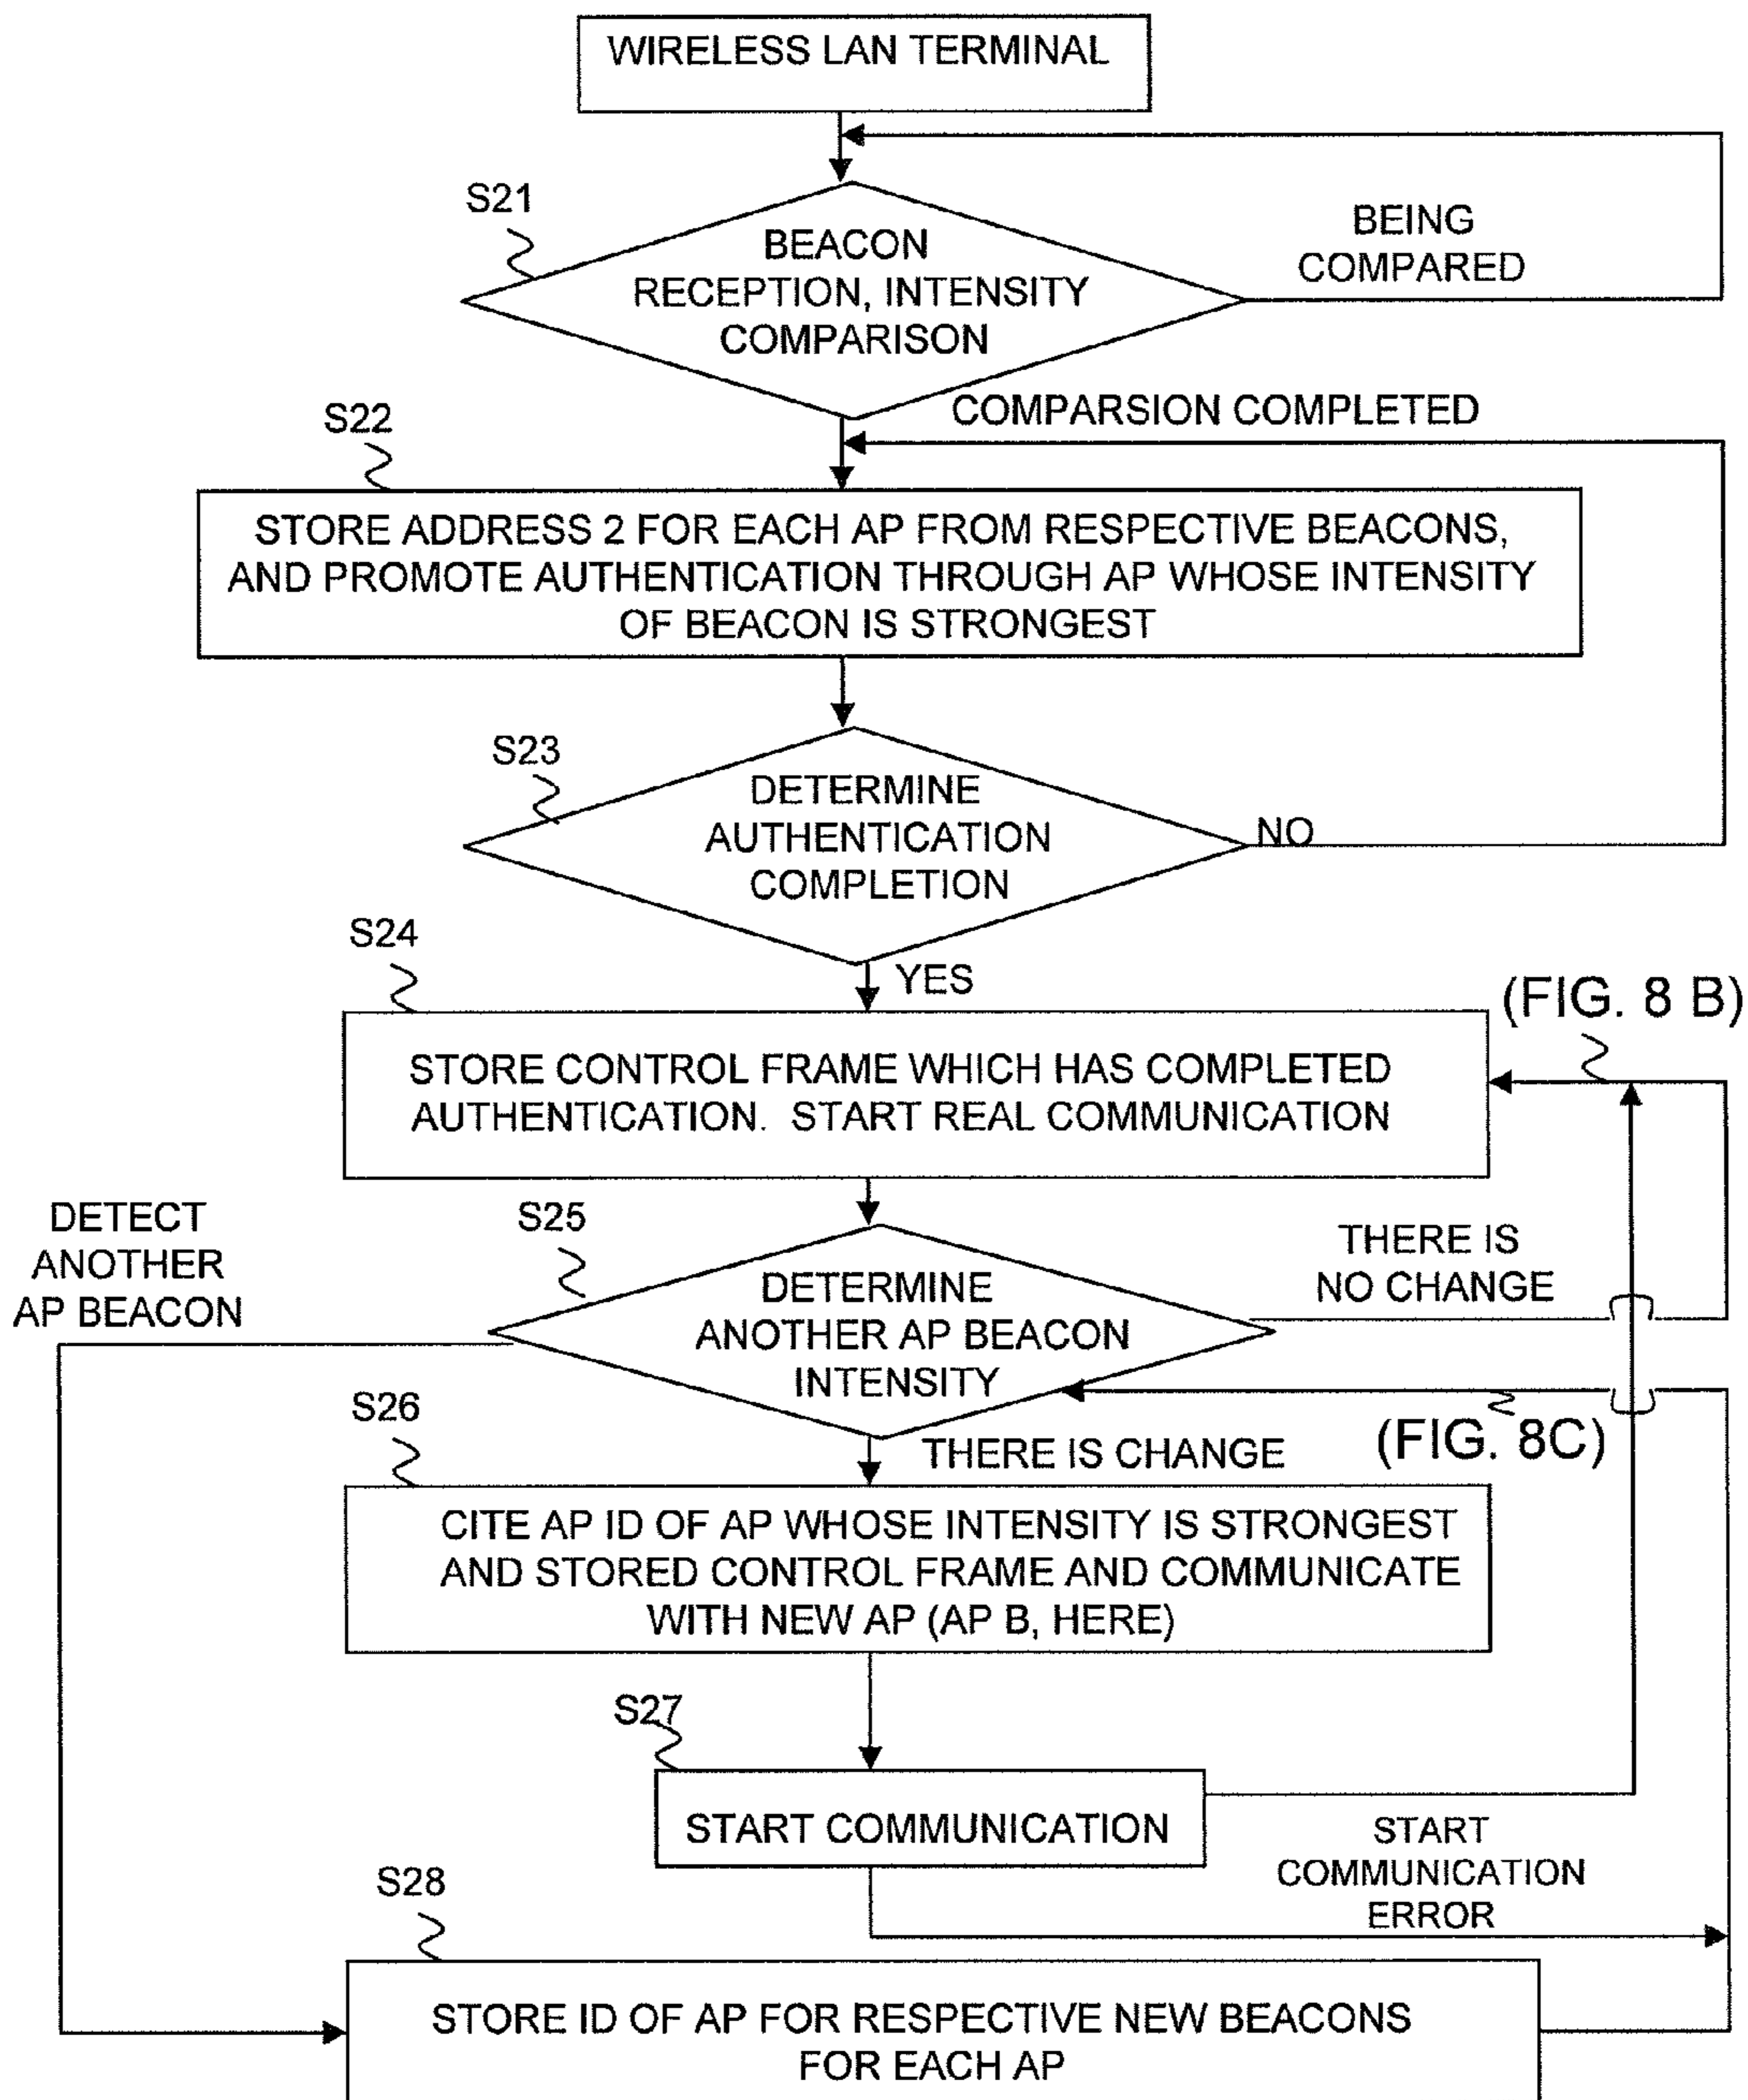 WIRELESS LAN TERMINAL
S21
BEACON
RECEPTION, INTENSITY
COMPARISON
BEING
COMPARED
COMPARSION COMPLETED
S22
STORE ADDRESS 2 FOR EACH AP FROM RESPECTIVE BEACONS,
AND PROMOTE AUTHENTICATION THROUGH AP WHOSE INTENSITY
OF BEACON IS STRONGEST
S23
DETERMINE
AUTHENTICATION
COMPLETION
NO
YES
S24
(FIG. 8 B)
STORE CONTROL FRAME WHICH HAS COMPLETED
AUTHENTICATION. START REAL COMMUNICATION
DETECT
ANOTHER
AP BEACON
S25
DETERMINE
ANOTHER AP BEACON
INTENSITY
THERE IS
NO CHANGE
(FIG. 8C)
THERE IS CHANGE
S26
CITE AP ID OF AP WHOSE INTENSITY IS STRONGEST
AND STORED CONTROL FRAME AND COMMUNICATE
WITH NEW AP (AP B, HERE)
S27
START COMMUNICATION
START
COMMUNICATION
ERROR
S28
STORE ID OF AP FOR RESPECTIVE NEW BEACONS
FOR EACH AP